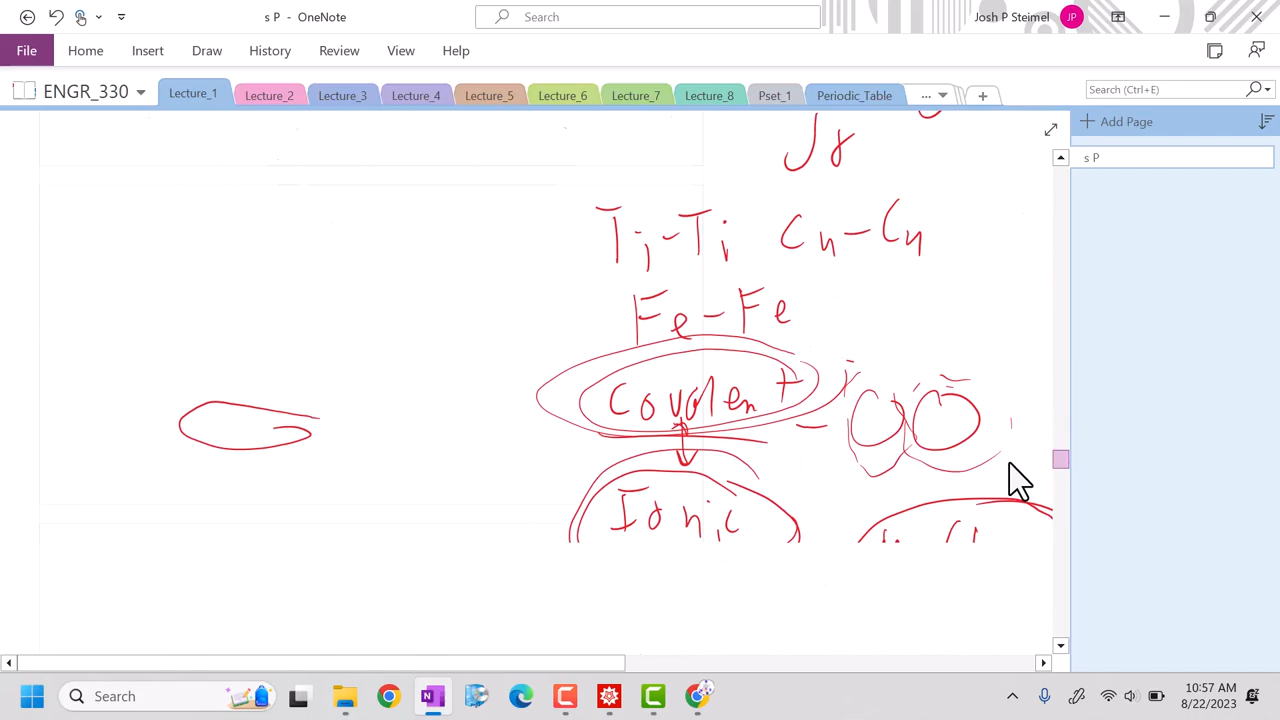 s P - OneNote
Search
Josh P Steimel
JP
File Home Insert Draw History Review View Help
ENGR_330
Lecture_1 Lecture_2 Lecture_3 Lecture_4 Lecture_5 Lecture_6 Lecture_7 Lecture_8 Pset_1 Periodic_Table ... +
Search (Ctrl+E)
Add Page
s P
Ti-Ti Cu-Cu
Fe-Fe
Covalent
Ionic
Search
10:57 AM
8/22/2023